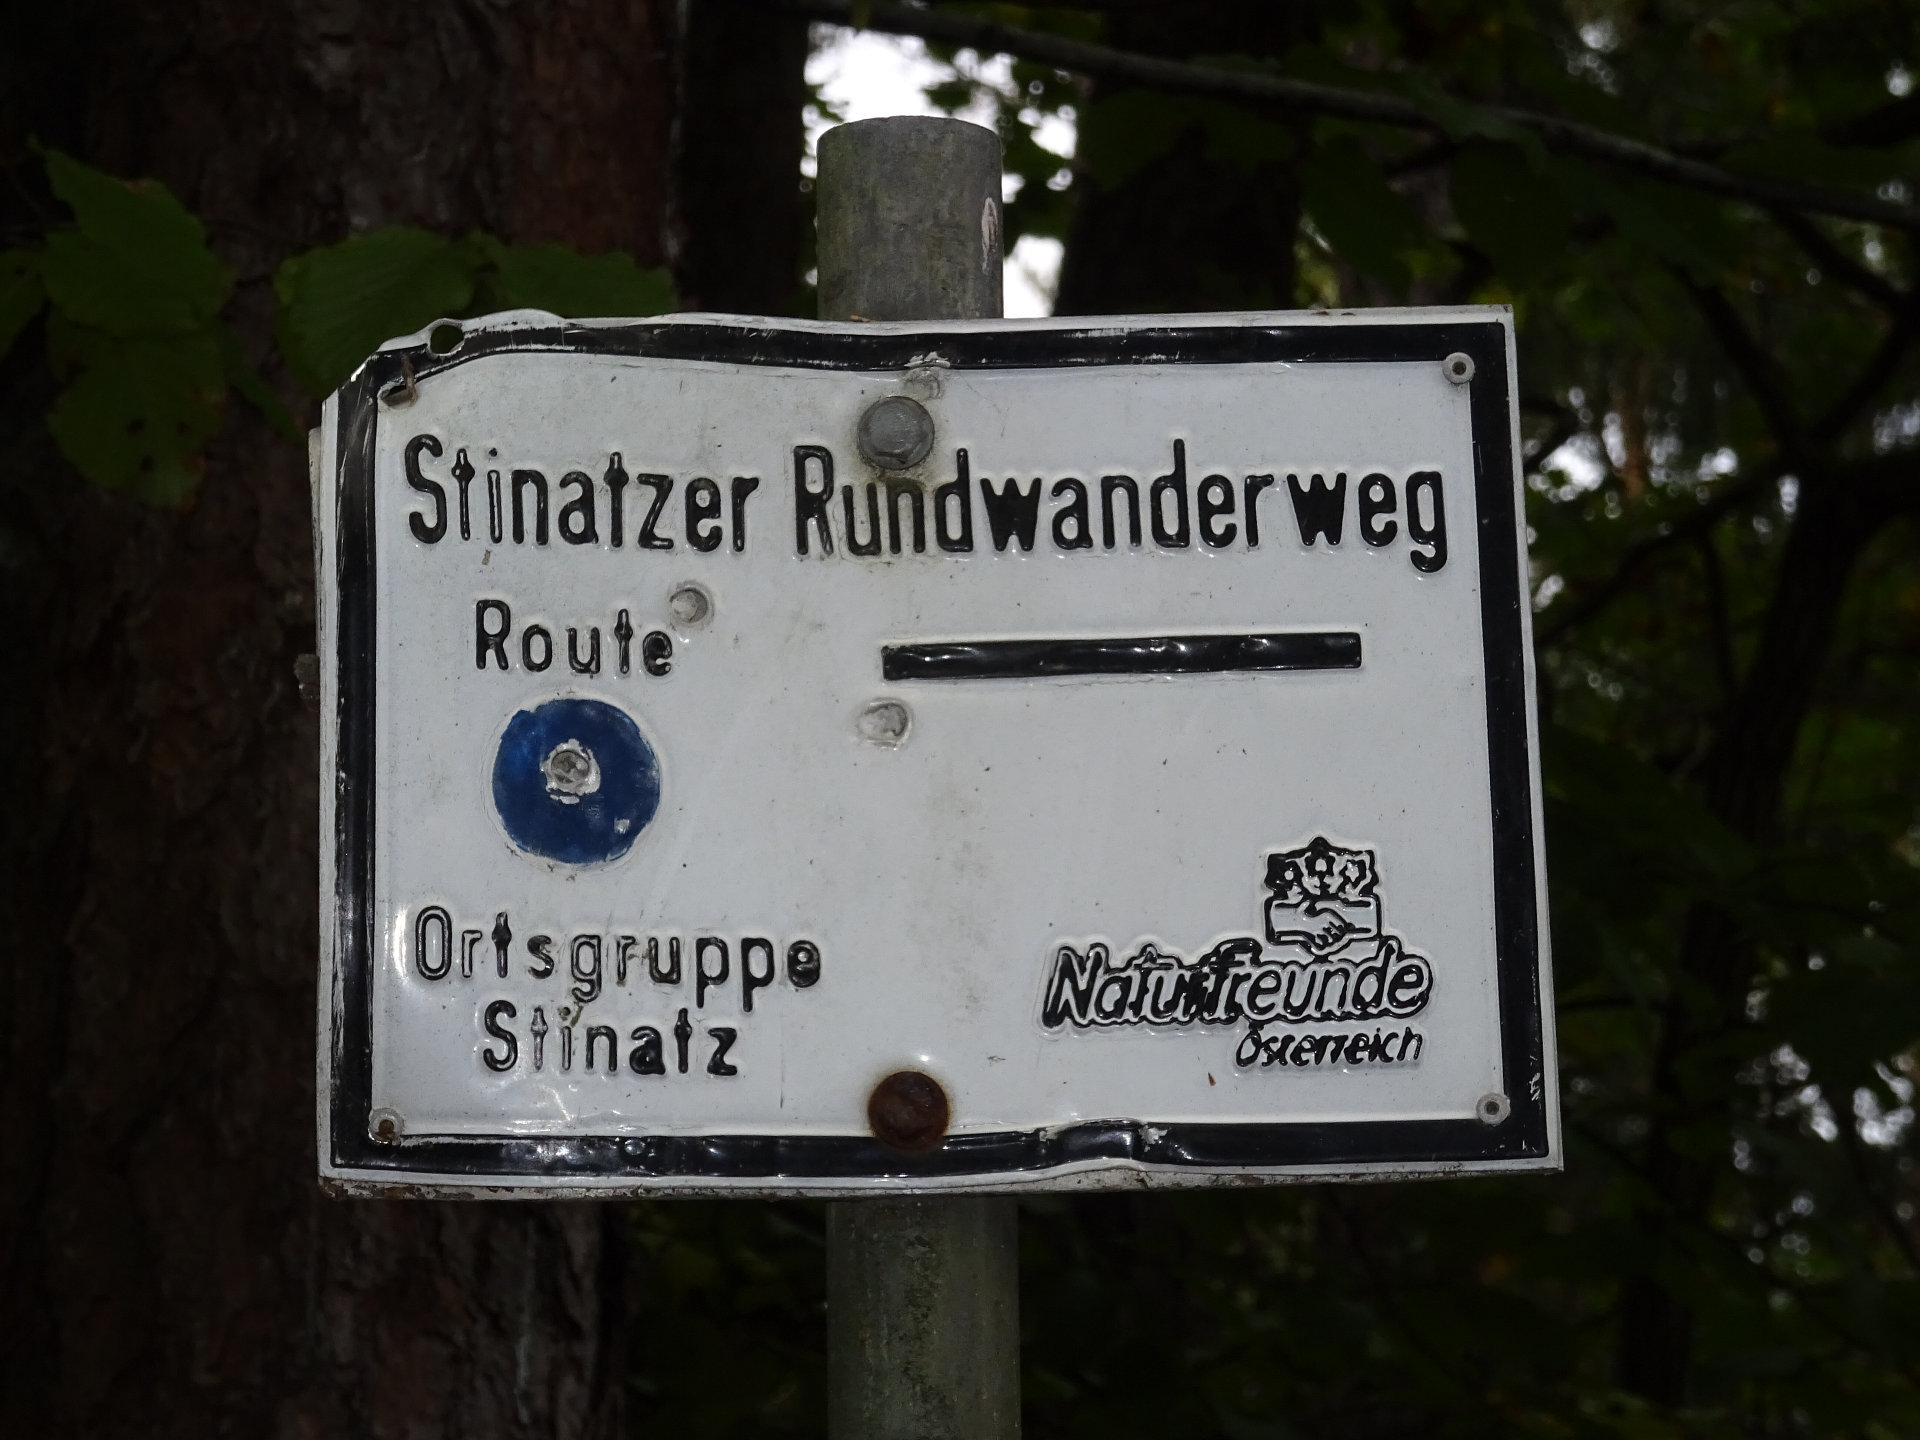 Stinatzer Rundwanderweg
Route
Ortsgruppe
Stinatz
Naturfreunde
Österreich